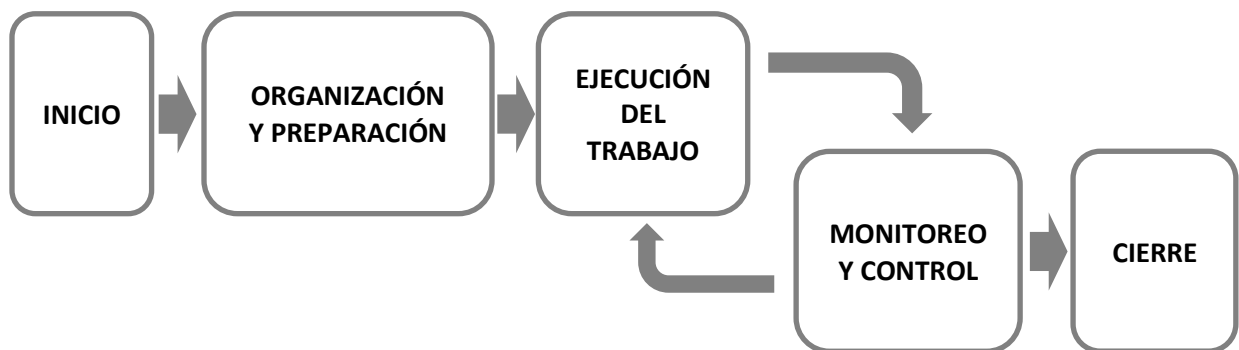 INICIO
ORGANIZACIÓN
Y PREPARACIÓN
EJECUCIÓN
DEL
TRABAJO
MONITOREO
Y CONTROL
CIERRE